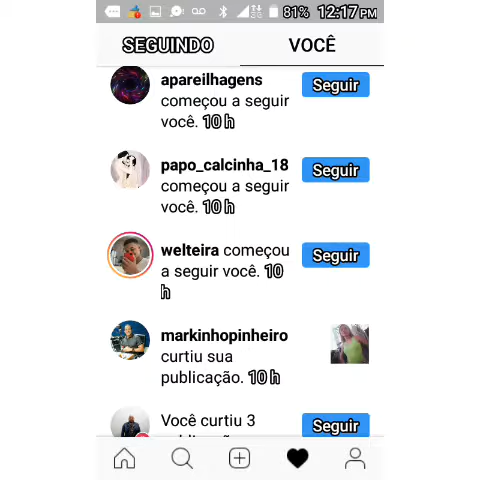 81% 12:17 PM
SEGUINDO VOCÊ
apareilhagens
começou a seguir
você. 10 h
Seguir
papo_calcinha_18
começou a seguir
você. 10 h
Seguir
welteira começou
a seguir você. 10
h
Seguir
markinhopinheiro
curtiu sua
publicação. 10 h
Você curtiu 3
Seguir